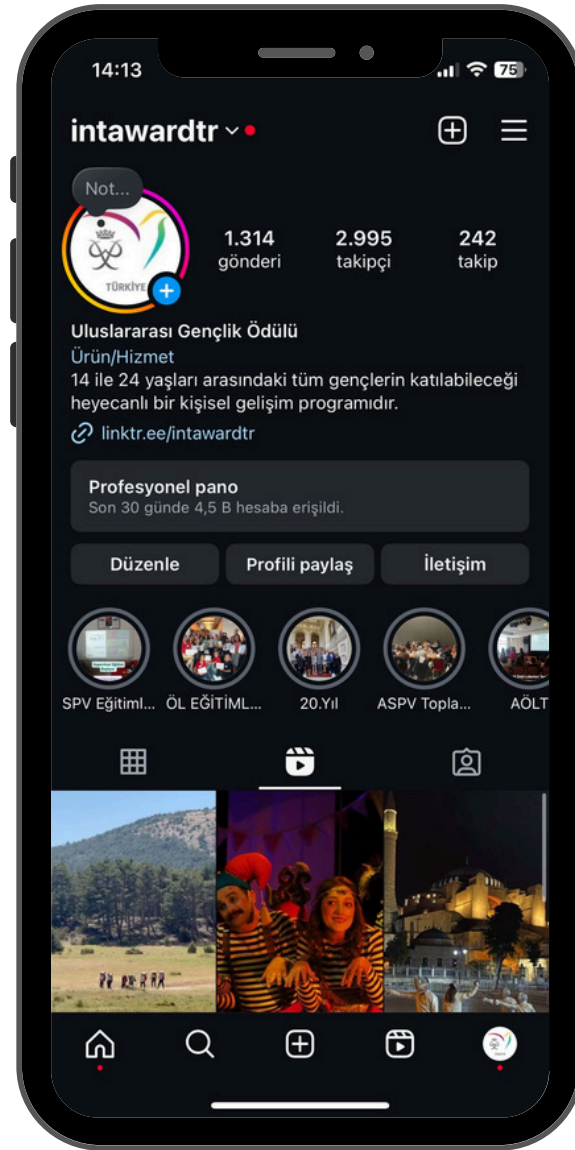 14:13
75
intawardtr
Not...
TÜRKİYE
1.314
gönderi
2.995
takipçi
242
takip
Uluslararası Gençlik Ödülü
Ürün/Hizmet
14 ile 24 yaşları arasındaki tüm gençlerin katılabileceği
heyecanlı bir kişisel gelişim programıdır.
linktr.ee/intawardtr
Profesyonel pano
Son 30 günde 4,5 B hesaba erişildi.
Düzenle
Profili paylaş
İletişim
SPV Eğitiml...
ÖL EĞİTİML...
20.Yıl
ASPV Topla...
AÖLT